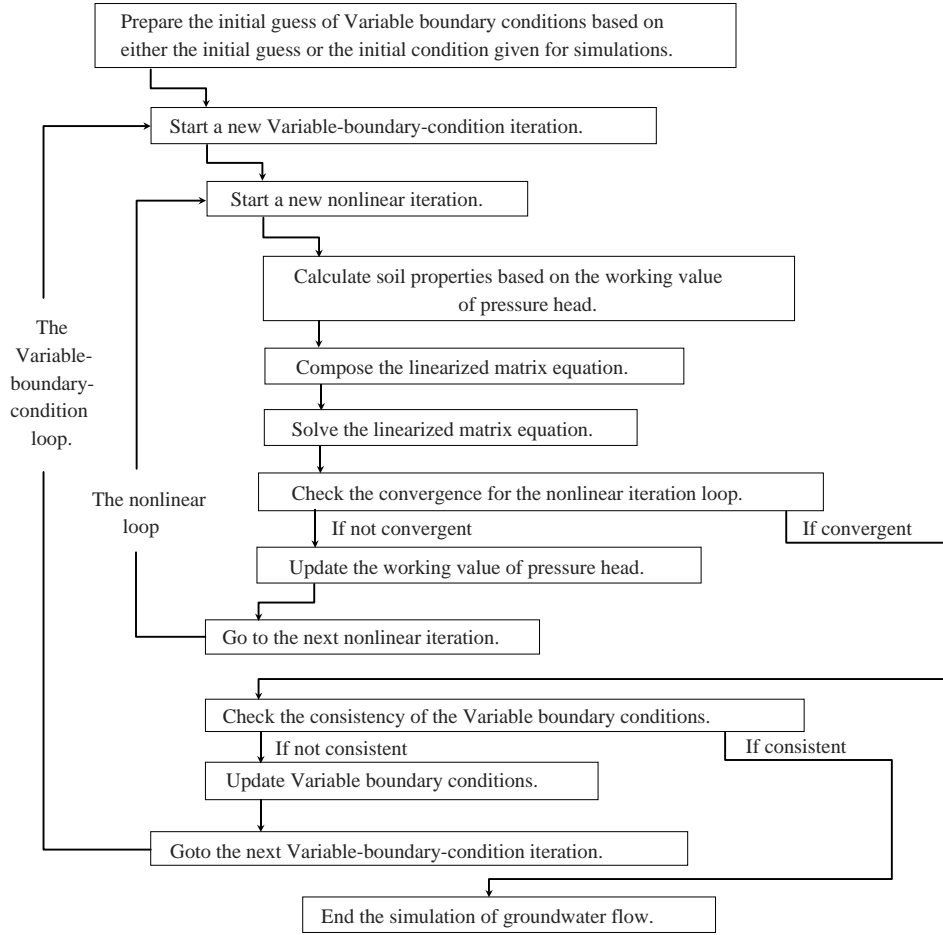 Prepare the initial guess of Variable boundary conditions based on
either the initial guess or the initial condition given for simulations.
Start a new Variable-boundary-condition iteration.
Start a new nonlinear iteration.
Calculate soil properties based on the working value
of pressure head.
The
Variable-
boundary-
condition
loop.
Compose the linearized matrix equation.
Solve the linearized matrix equation.
Check the convergence for the nonlinear iteration loop.
The nonlinear
loop
If not convergent
If convergent
Update the working value of pressure head.
Go to the next nonlinear iteration.
Check the consistency of the Variable boundary conditions.
If not consistent
If consistent
Update Variable boundary conditions.
Goto the next Variable-boundary-condition iteration.
End the simulation of groundwater flow.